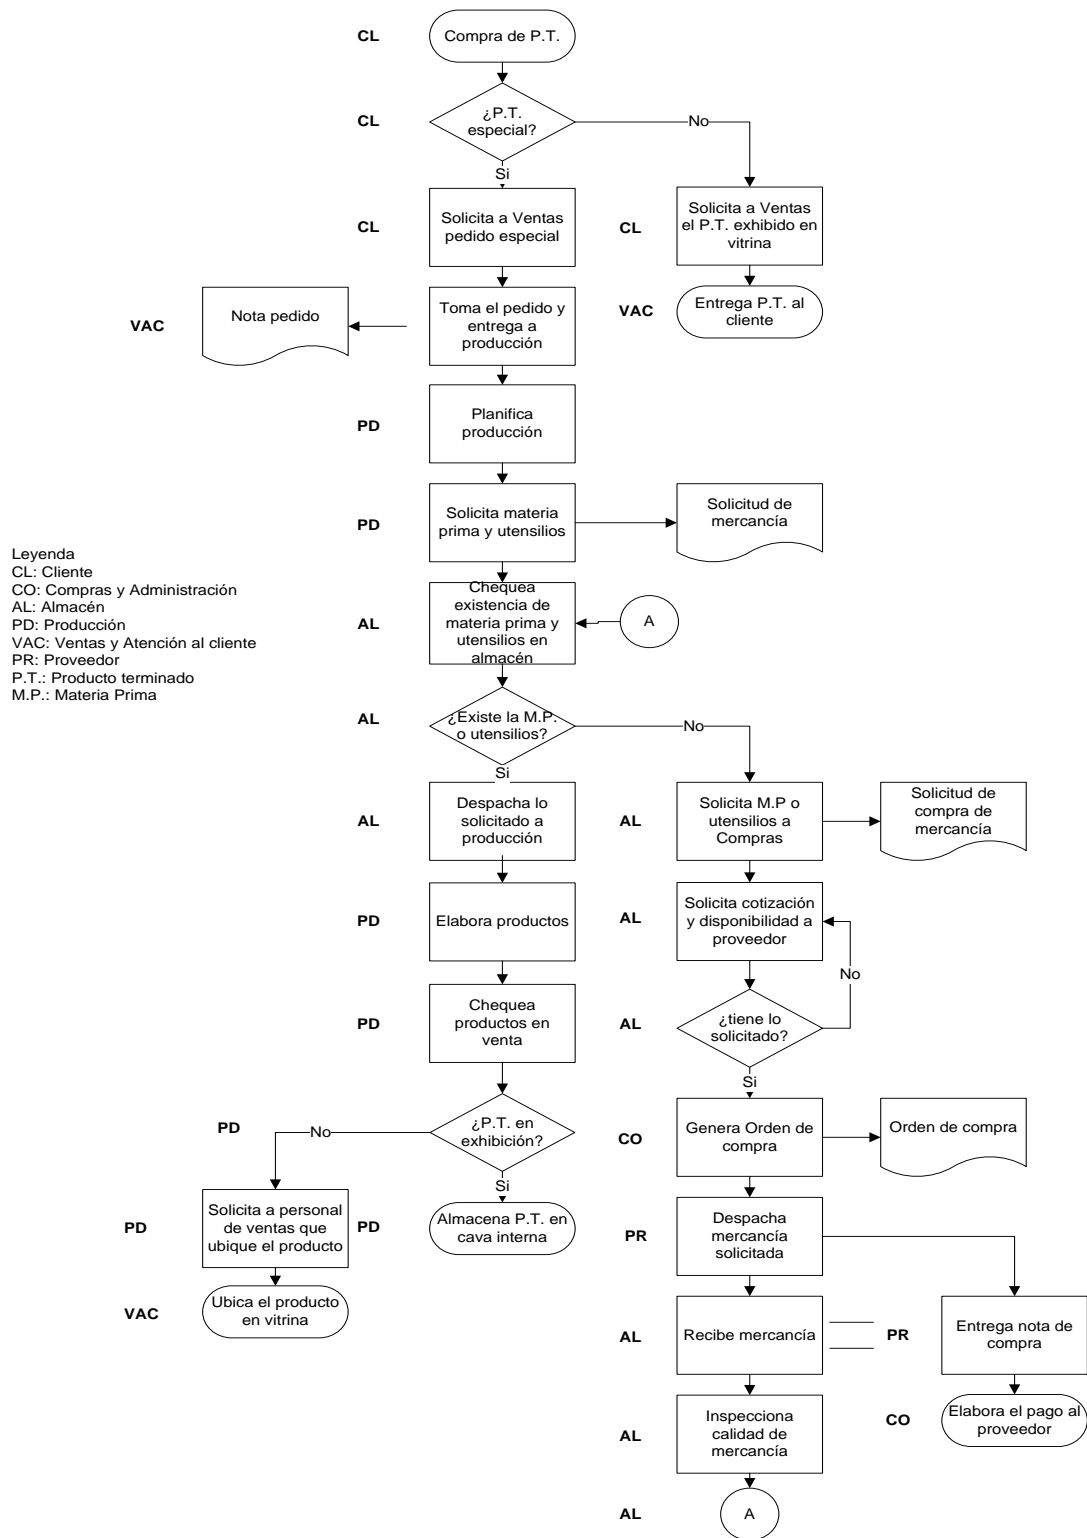 CL
Compra de P.T.
CL
¿P.T.
especial?
No
Si
CL
Solicita a Ventas
pedido especial
CL
Solicita a Ventas
el P.T. exhibido en
vitrina
VAC
Nota pedido
Toma el pedido y
entrega a
producción
VAC
Entrega P.T. al
cliente
PD
Planifica
producción
PD
Solicita materia
prima y utensilios
Solicitud de
mercancía
Leyenda
CL: Cliente
CO: Compras y Administración
AL: Almacén
PD: Producción
VAC: Ventas y Atención al cliente
PR: Proveedor
P.T.: Producto terminado
M.P.: Materia Prima
AL
Chequea
existencia de
materia prima y
utensilios en
almacén
A
AL
¿Existe la M.P.
o utensilios?
No
Si
AL
Despacha lo
solicitado a
producción
AL
Solicita M.P o
utensilios a
Compras
Solicitud de
compra de
mercancía
PD
Elabora productos
AL
Solicita cotización
y disponibilidad a
proveedor
No
PD
Chequea
productos en
venta
AL
¿tiene lo
solicitado?
Si
PD
No
¿P.T. en
exhibición?
Si
CO
Genera Orden de
compra
Orden de compra
PD
Solicita a personal
de ventas que
ubique el producto
PD
Almacena P.T. en
cava interna
PR
Despacha
mercancía
solicitada
VAC
Ubica el producto
en vitrina
AL
Recibe mercancía
PR
Entrega nota de
compra
AL
Inspecciona
calidad de
mercancía
CO
Elabora el pago al
proveedor
AL
A